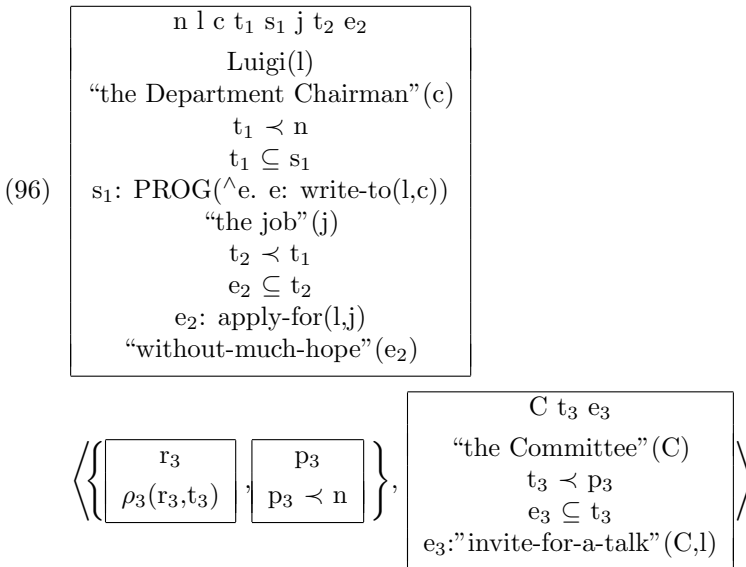 n l c t₁ s₁ j t₂ e₂
Luigi(l)
“the Department Chairman”(c)
t₁ ≺ n
t₁ ⊆ s₁
(96) s₁: PROG(^e. e: write-to(l,c))
“the job”(j)
t₂ ≺ t₁
e₂ ⊆ t₂
e₂: apply-for(l,j)
“without-much-hope”(e₂)
C t₃ e₃
r₃ p₃ “the Committee”(C)
⟨{ , }, t₃ ≺ p₃ ⟩
ρ₃(r₃,t₃) p₃ ≺ n e₃ ⊆ t₃
e₃:”invite-for-a-talk”(C,l)